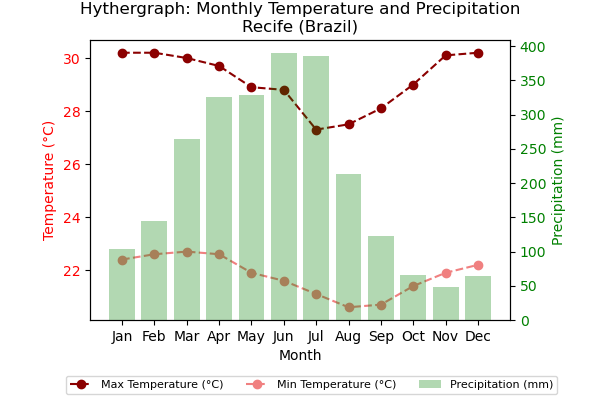 Hythergraph: Monthly Temperature and Precipitation
Recife (Brazil)
30
28
26
24
22
Temperature (°C)
400
350
300
250
200
150
100
50
0
Precipitation (mm)
Jan Feb Mar Apr May Jun Jul Aug Sep Oct Nov Dec
Month
Max Temperature (°C) Min Temperature (°C) Precipitation (mm)